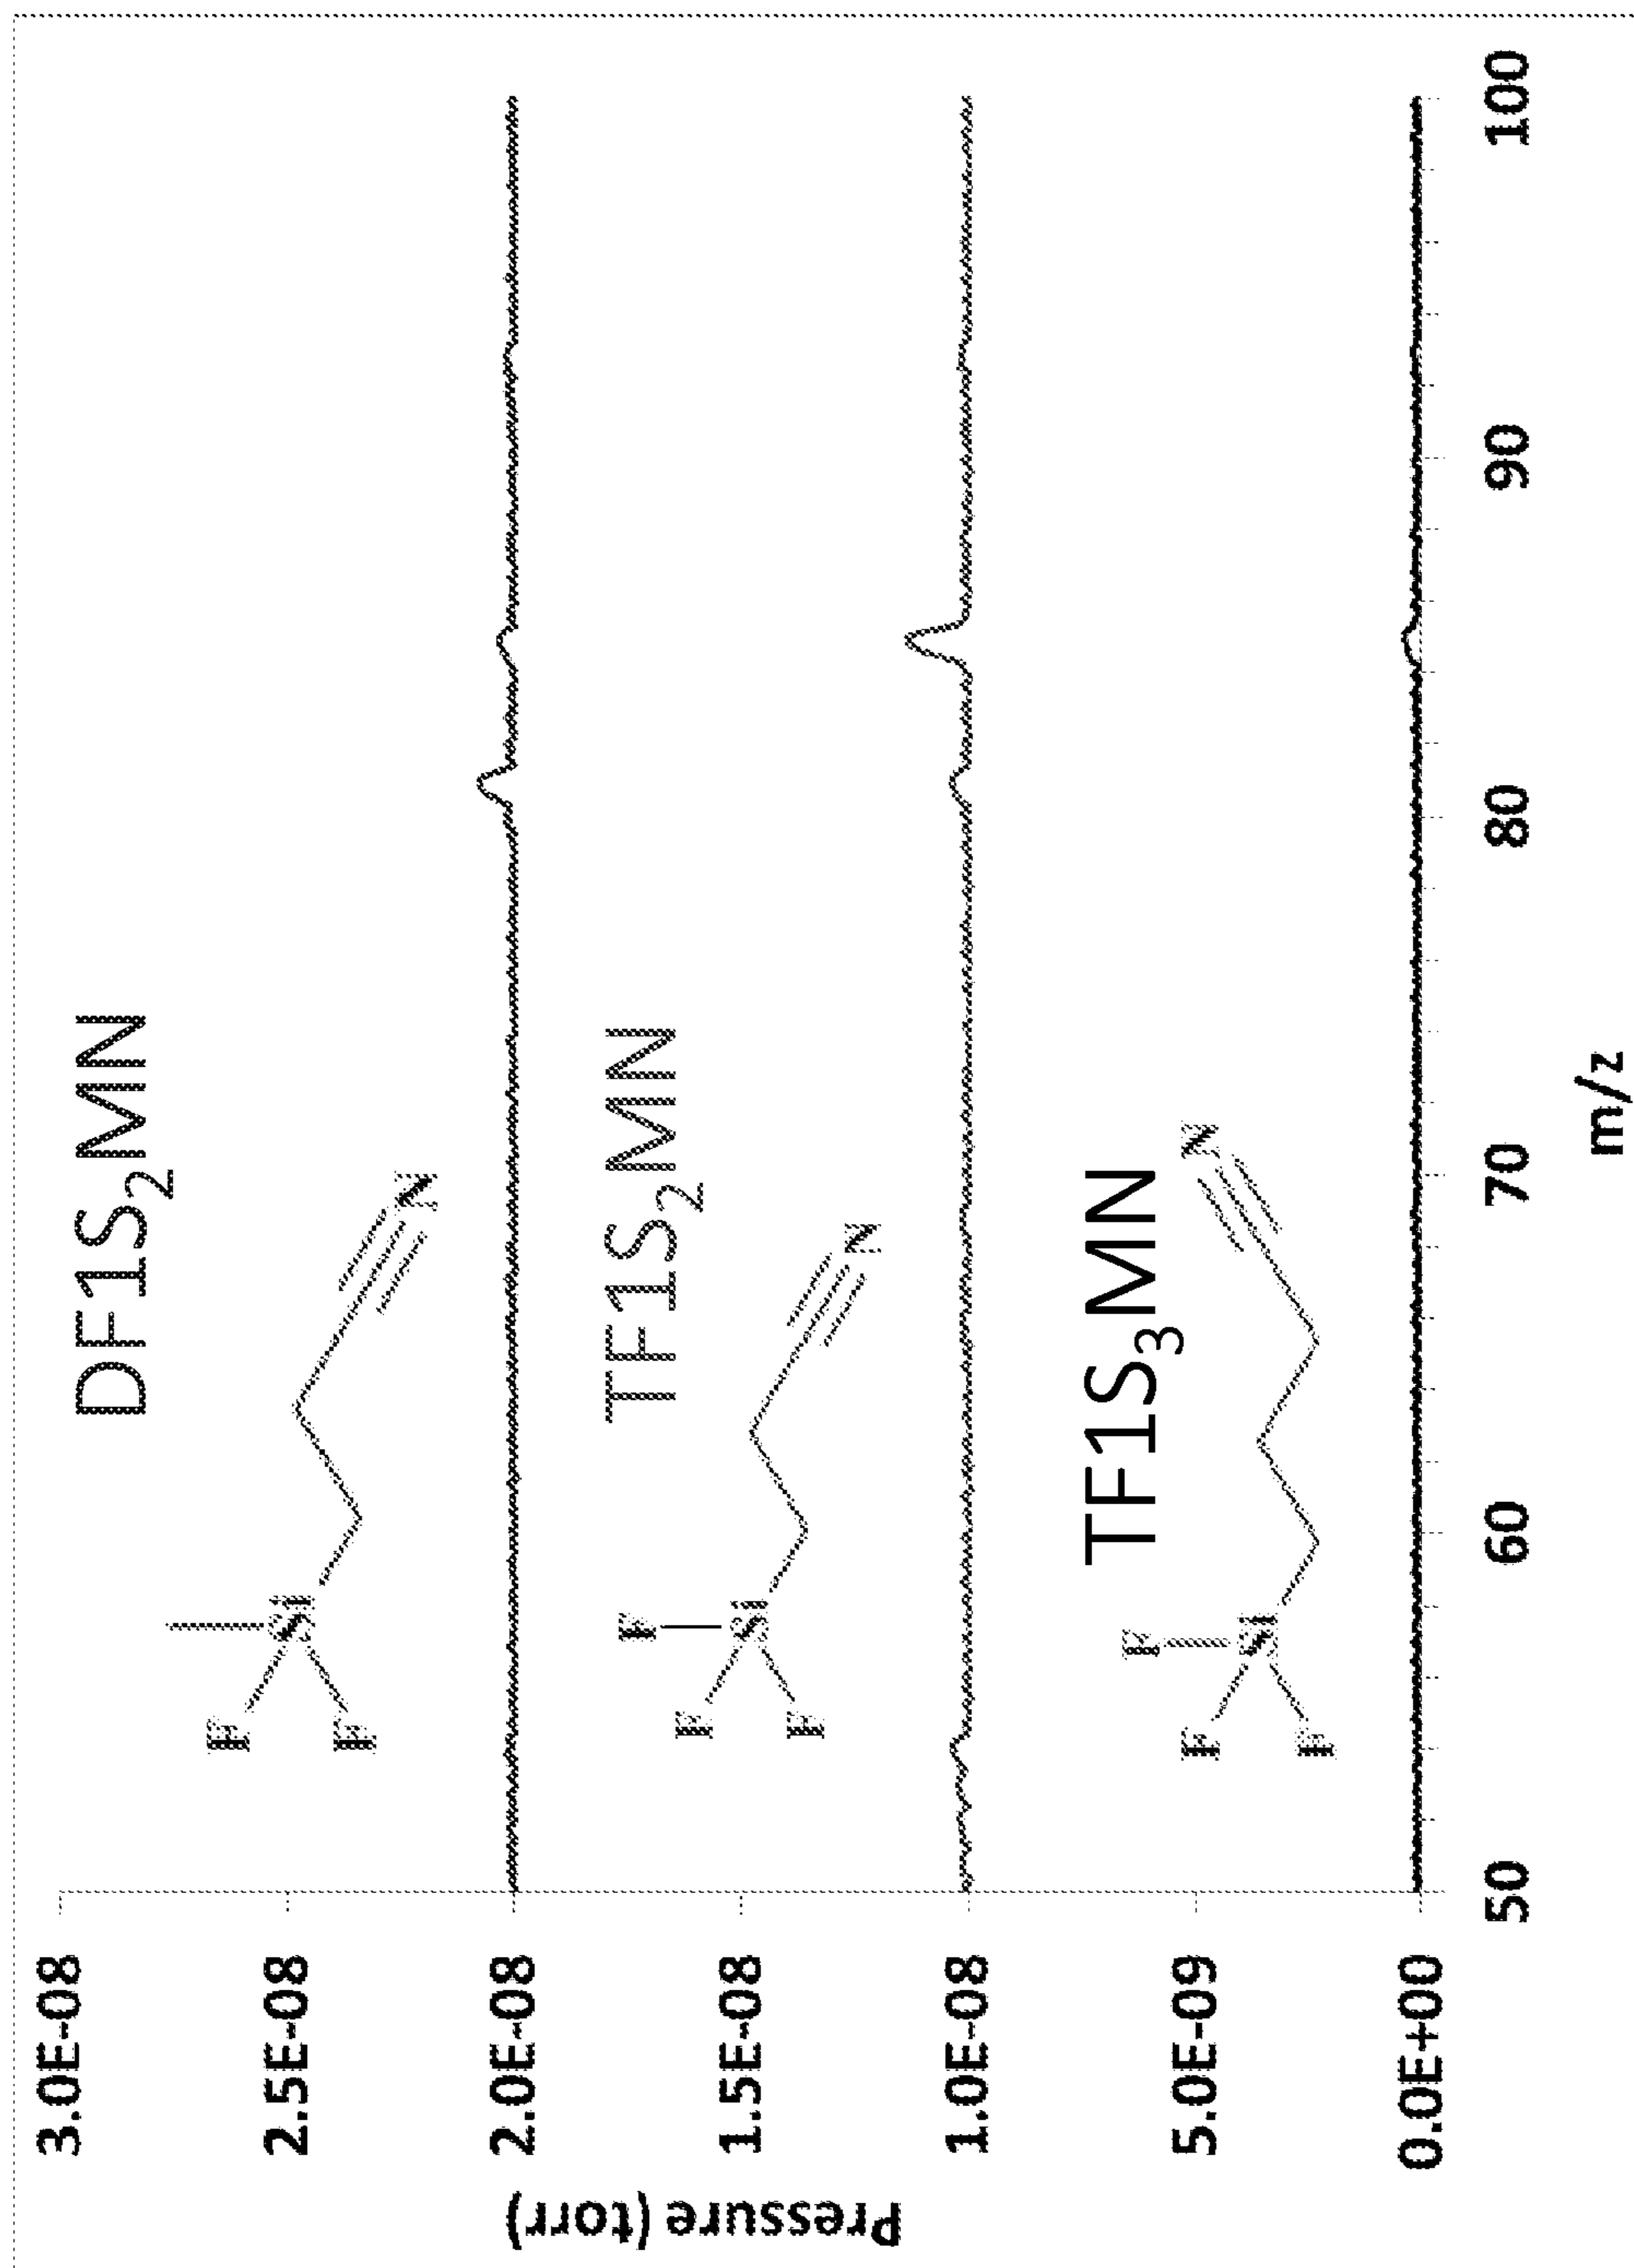 Pressure (torr)
3.0E-08
2.5E-08
2.0E-08
1.5E-08
1.0E-08
5.0E-09
0.0E+00
DF1S₂MN
F
Si
F
N
TF1S₂MN
F
F
Si
F
N
TF1S₃MN
F
F
Si
F
N
50
60
70
80
90
100
m/z